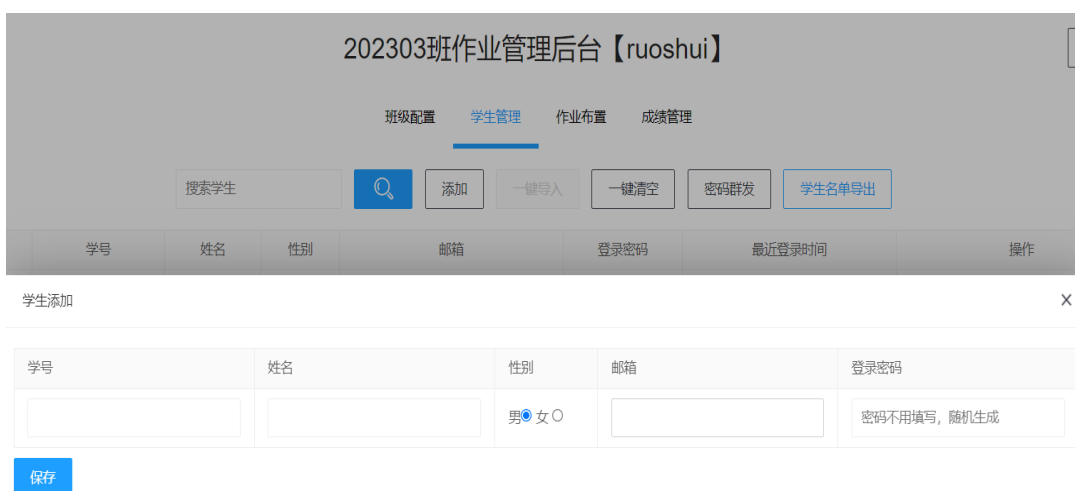 202303班作业管理后台【ruoshui】
班级配置 学生管理 作业布置 成绩管理
搜索学生 添加 一键导入 一键清空 密码群发 学生名单导出
学号 姓名 性别 邮箱 登录密码 最近登录时间 操作
学生添加
学号 姓名 性别 邮箱 登录密码
男 女 密码不用填写，随机生成
保存